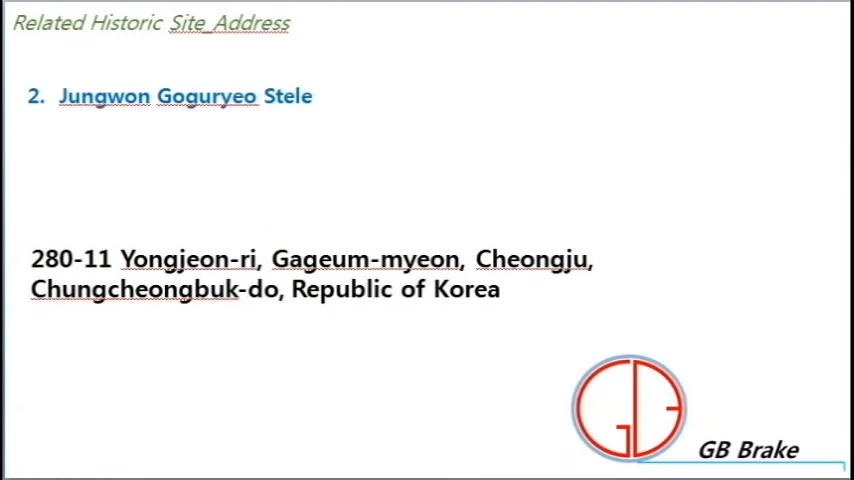 Related Historic Site_Address
2. Jungwon Goguryeo Stele
280-11 Yongjeon-ri, Gageum-myeon, Cheongju,
Chungcheongbuk-do, Republic of Korea
GB Brake